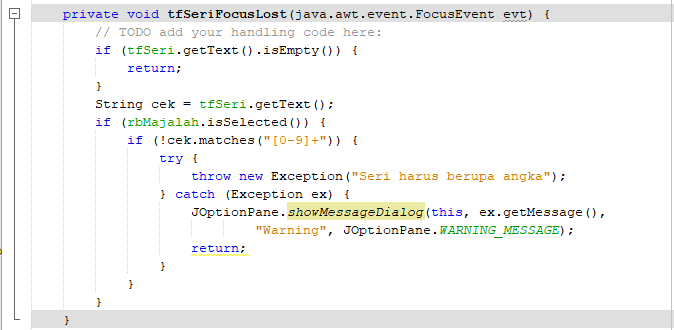 private void tfSeriFocusLost(java.awt.event.FocusEvent evt) {
// TODO add your handling code here:
if (tfSeri.getText().isEmpty()) {
return;
}
String cek = tfSeri.getText();
if (rbMajalah.isSelected()) {
if (!cek.matches("[0-9]+")) {
try {
throw new Exception("Seri harus berupa angka");
} catch (Exception ex) {
JOptionPane.showMessageDialog(this, ex.getMessage(),
"Warning", JOptionPane.WARNING_MESSAGE);
return;
}
}
}
}